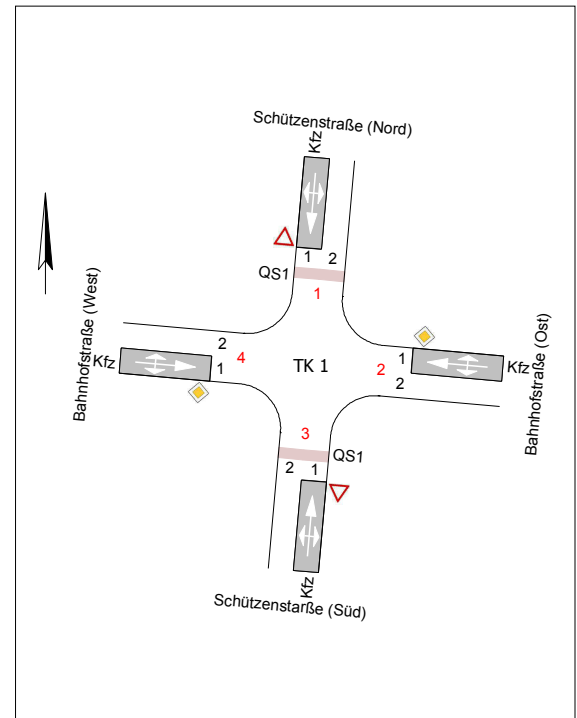 Schützenstraße (Nord)
Kfz
1 2
QS1
1
Bahnhofstraße (West)
Kfz
2
1
4
TK 1
2
1
2
Kfz
Bahnhofstraße (Ost)
3
QS1
2 1
Kfz
Schützenstarße (Süd)